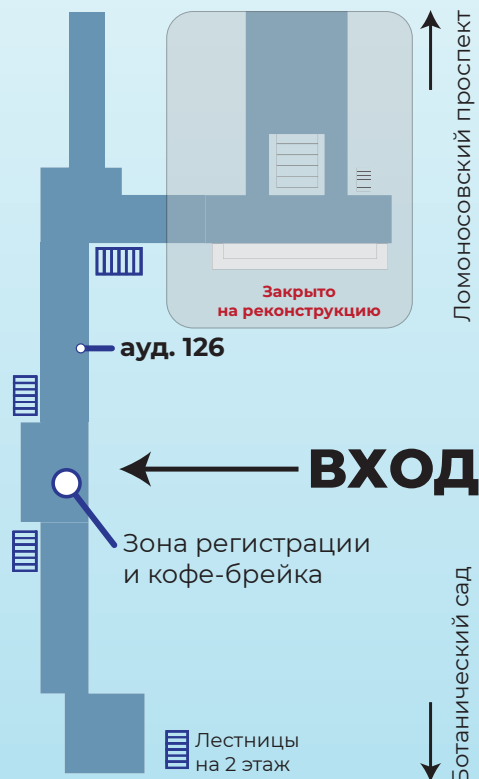 Ломоносовский проспект
Закрыто
на реконструкцию
ауд. 126
ВХОД
Зона регистрации
и кофе-брейка
Ботанический сад
Лестницы
на 2 этаж